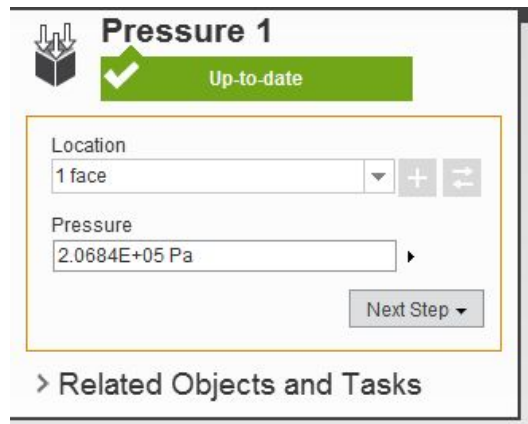 Pressure 1
Up-to-date
Location
1 face
Pressure
2.0684E+05 Pa
Next Step
> Related Objects and Tasks